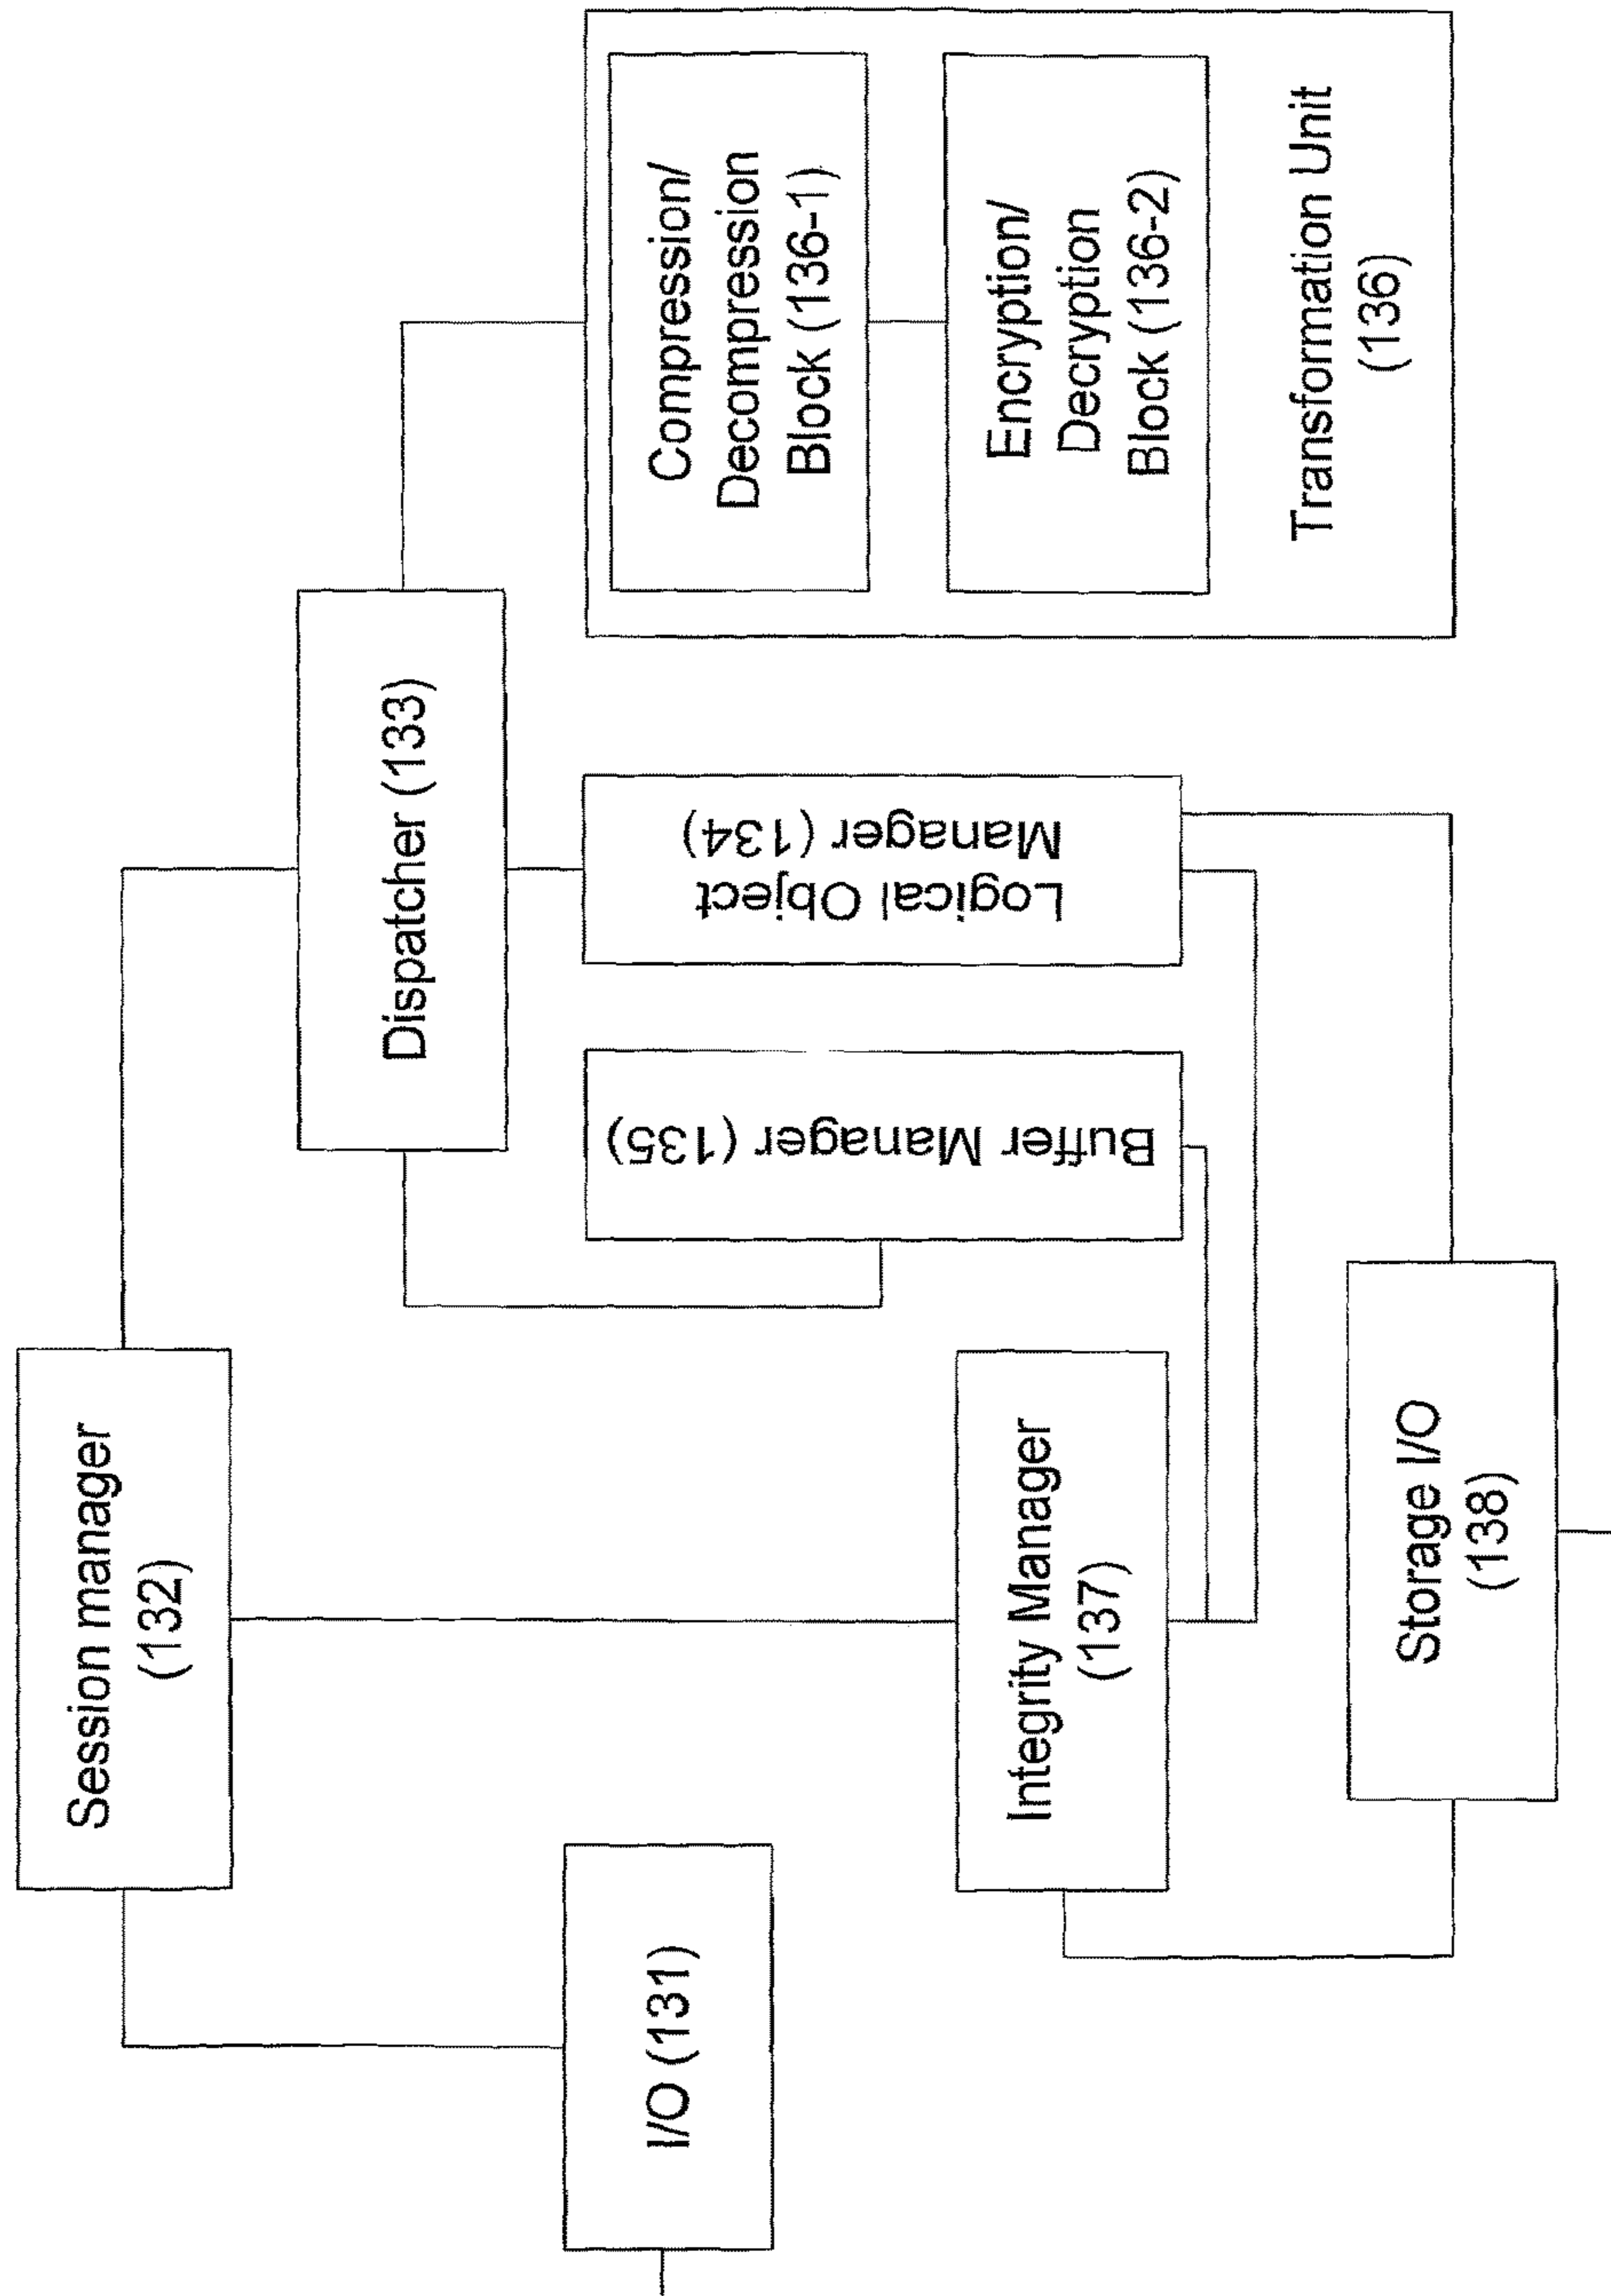 Session manager
(132)
Dispatcher (133)
I/O (131)
Buffer Manager (135)
Logical Object
Manager (134)
Compression/
Decompression
Block (136-1)
Encryption/
Decryption
Block (136-2)
Transformation Unit
(136)
Integrity Manager
(137)
Storage I/O
(138)